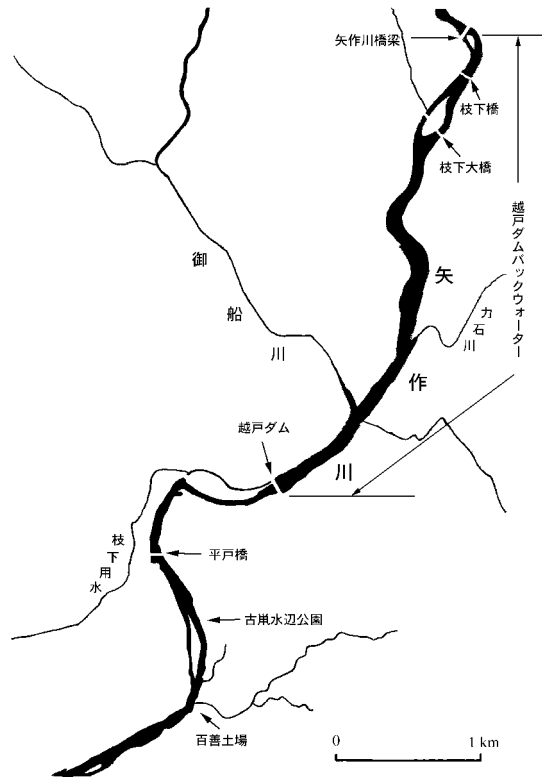 矢作川橋梁
枝下橋
枝下大橋
越戸ダムバックウォーター
御船川
矢作川
力石川
越戸ダム
枝下用水
平戸橋
古鼡水辺公園
百善土場
0 1 km